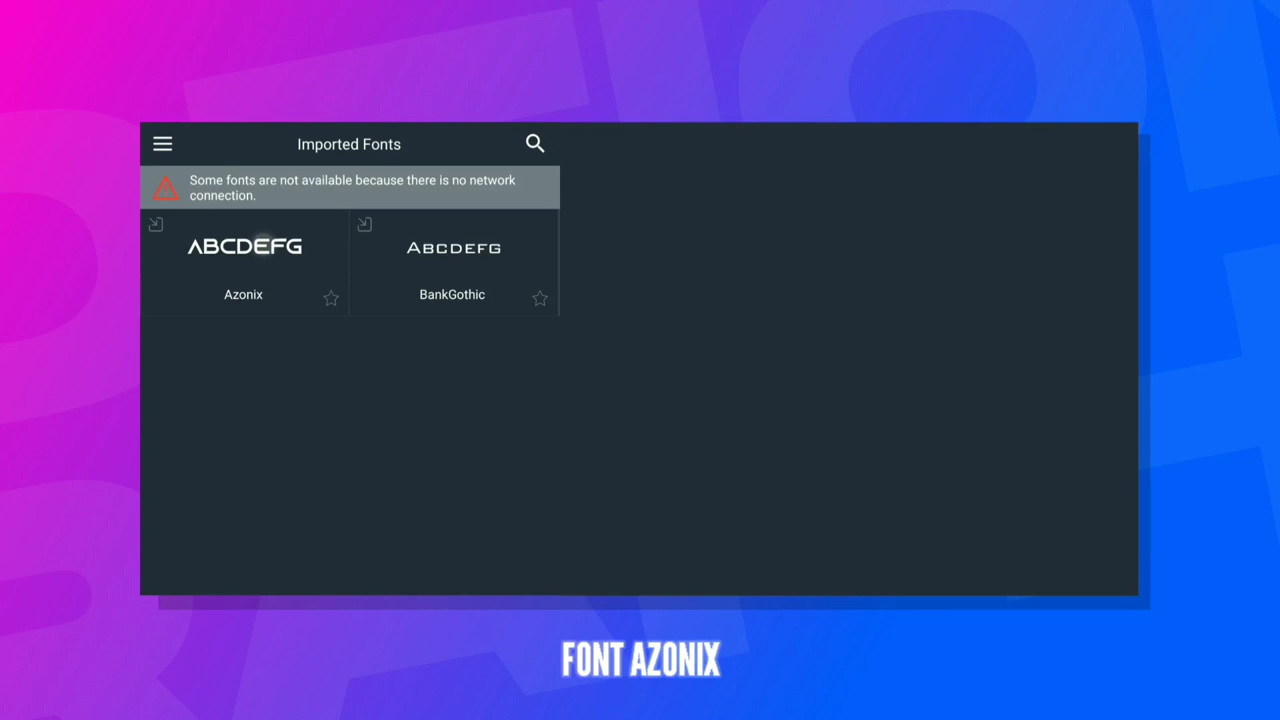 Imported Fonts
Some fonts are not available because there is no network
connection.
ABCDEFG
ABCDEFG
Azonix
BankGothic
FONT AZONIX